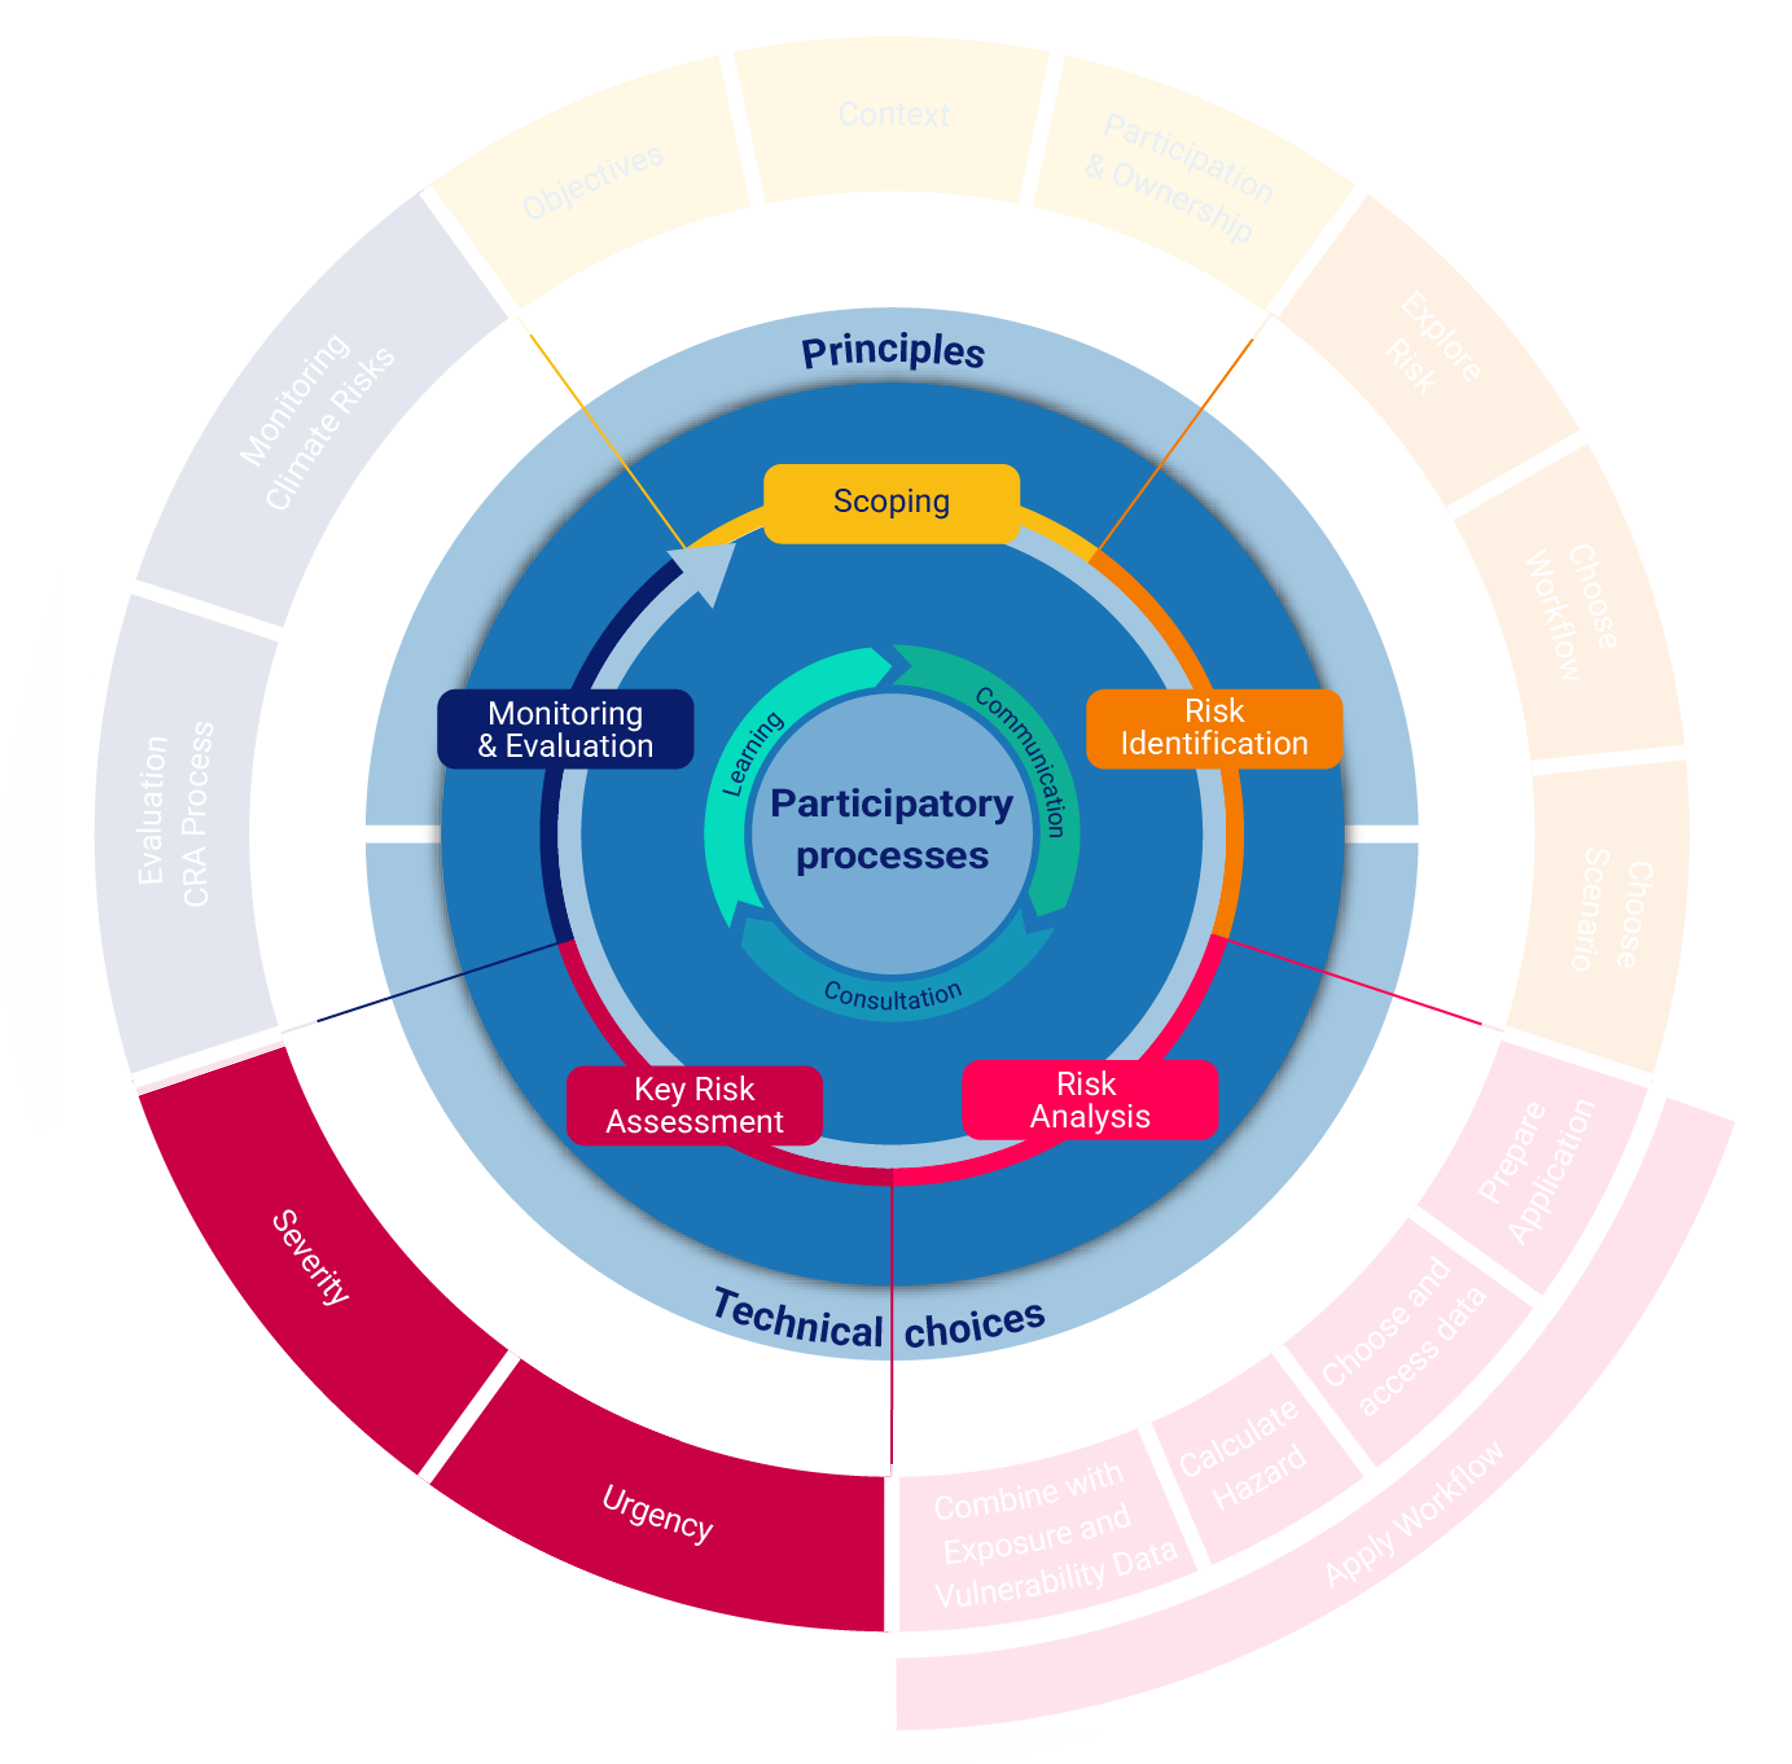 Objectives
Context
Participation
& Ownership
Explore
Risk
Choose
Workflow
Choose
Scenario
Prepare
Application
Choose and
access data
Calculate
Hazard
Combine with
Exposure and
Vulnerability Data
Apply Workflow
Urgency
Severity
Evaluation
CRA Process
Monitoring
Climate Risks
Principles
Technical choices
Scoping
Risk
Identification
Risk
Analysis
Key Risk
Assessment
Monitoring
& Evaluation
Communication
Consultation
Learning
Participatory
processes